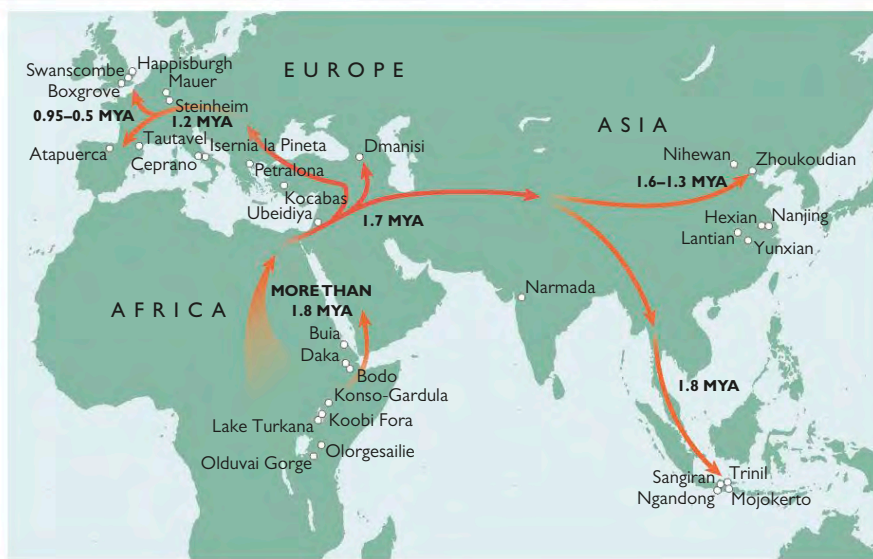 EUROPE
ASIA
AFRICA
Happisburgh
Swanscombe
Mauer
Boxgrove
Steinheim
0.95–0.5 MYA
1.2 MYA
Tautavel
Isernia la Pineta
Atapuerca
Ceprano
Petralona
Dmanisi
Kocabas
Ubeidiya
1.7 MYA
Nihewan
Zhoukoudian
1.6–1.3 MYA
Hexian
Nanjing
Lantian
Yunxian
Narmada
MORE THAN
1.8 MYA
Buia
Daka
Bodo
Konso-Gardula
Lake Turkana
Koobi Fora
Olorgesailie
Olduvai Gorge
1.8 MYA
Sangiran
Trinil
Ngandong
Mojokerto